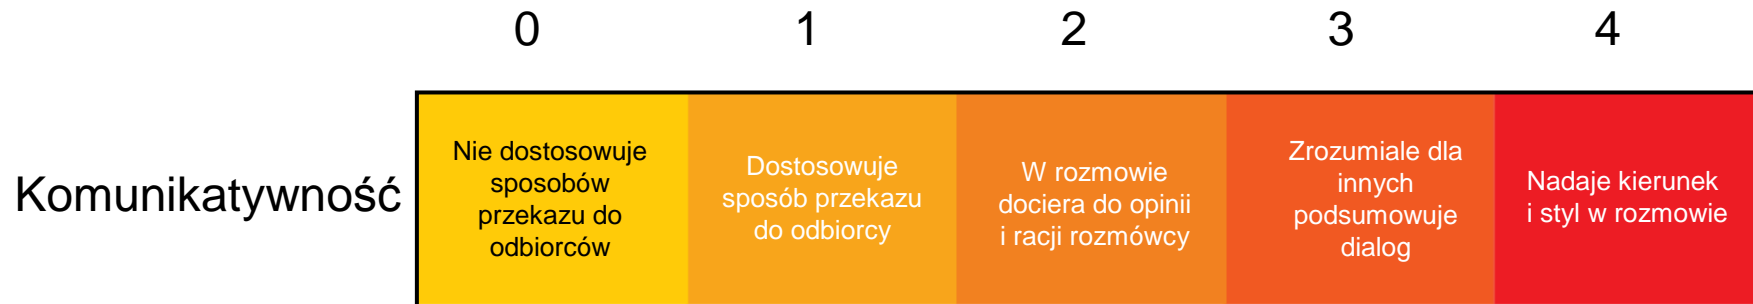 0 1 2 3 4
Komunikatywność
Nie dostosowuje
sposobów
przekazu do
odbiorców
Dostosowuje
sposób przekazu
do odbiorcy
W rozmowie
dociera do opinii
i racji rozmówcy
Zrozumiale dla
innych
podsumowuje
dialog
Nadaje kierunek
i styl w rozmowie